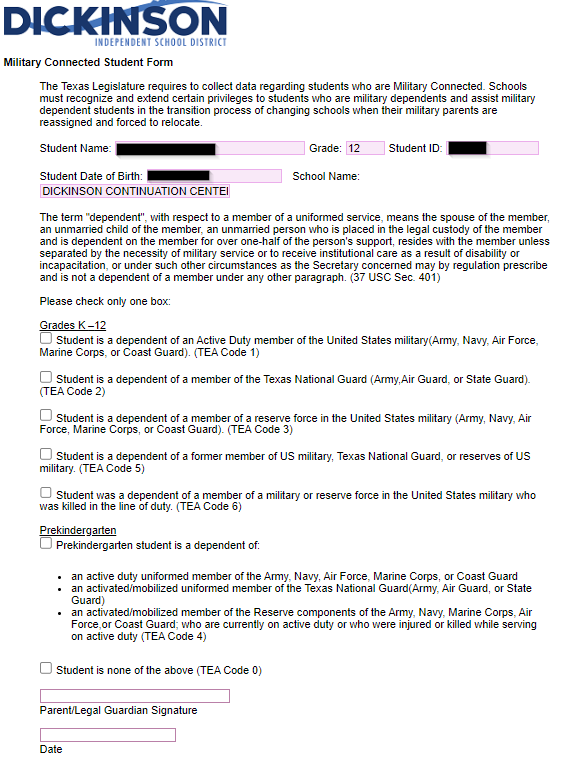 DICKINSON
INDEPENDENT SCHOOL DISTRICT
Military Connected Student Form
The Texas Legislature requires to collect data regarding students who are Military Connected. Schools
must recognize and extend certain privileges to students who are military dependents and assist military
dependent students in the transition process of changing schools when their military parents are
reassigned and forced to relocate.
Student Name: Grade: 12 Student ID:
Student Date of Birth: School Name:
DICKINSON CONTINUATION CENTER
The term "dependent", with respect to a member of a uniformed service, means the spouse of the member,
an unmarried child of the member, an unmarried person who is placed in the legal custody of the member
and is dependent on the member for over one-half of the person's support, resides with the member unless
separated by the necessity of military service or to receive institutional care as a result of disability or
incapacitation, or under such other circumstances as the Secretary concerned may by regulation prescribe
and is not a dependent of a member under any other paragraph. (37 USC Sec. 401)
Please check only one box:
Grades K –12
Student is a dependent of an Active Duty member of the United States military(Army, Navy, Air Force,
Marine Corps, or Coast Guard). (TEA Code 1)
Student is a dependent of a member of the Texas National Guard (Army,Air Guard, or State Guard).
(TEA Code 2)
Student is a dependent of a member of a reserve force in the United States military (Army, Navy, Air
Force, Marine Corps, or Coast Guard). (TEA Code 3)
Student is a dependent of a former member of US military, Texas National Guard, or reserves of US
military. (TEA Code 5)
Student was a dependent of a member of a military or reserve force in the United States military who
was killed in the line of duty. (TEA Code 6)
Prekindergarten
Prekindergarten student is a dependent of:
• an active duty uniformed member of the Army, Navy, Air Force, Marine Corps, or Coast Guard
• an activated/mobilized uniformed member of the Texas National Guard(Army, Air Guard, or State
Guard)
• an activated/mobilized member of the Reserve components of the Army, Navy, Marine Corps, Air
Force,or Coast Guard; who are currently on active duty or who were injured or killed while serving
on active duty (TEA Code 4)
Student is none of the above (TEA Code 0)
Parent/Legal Guardian Signature
Date